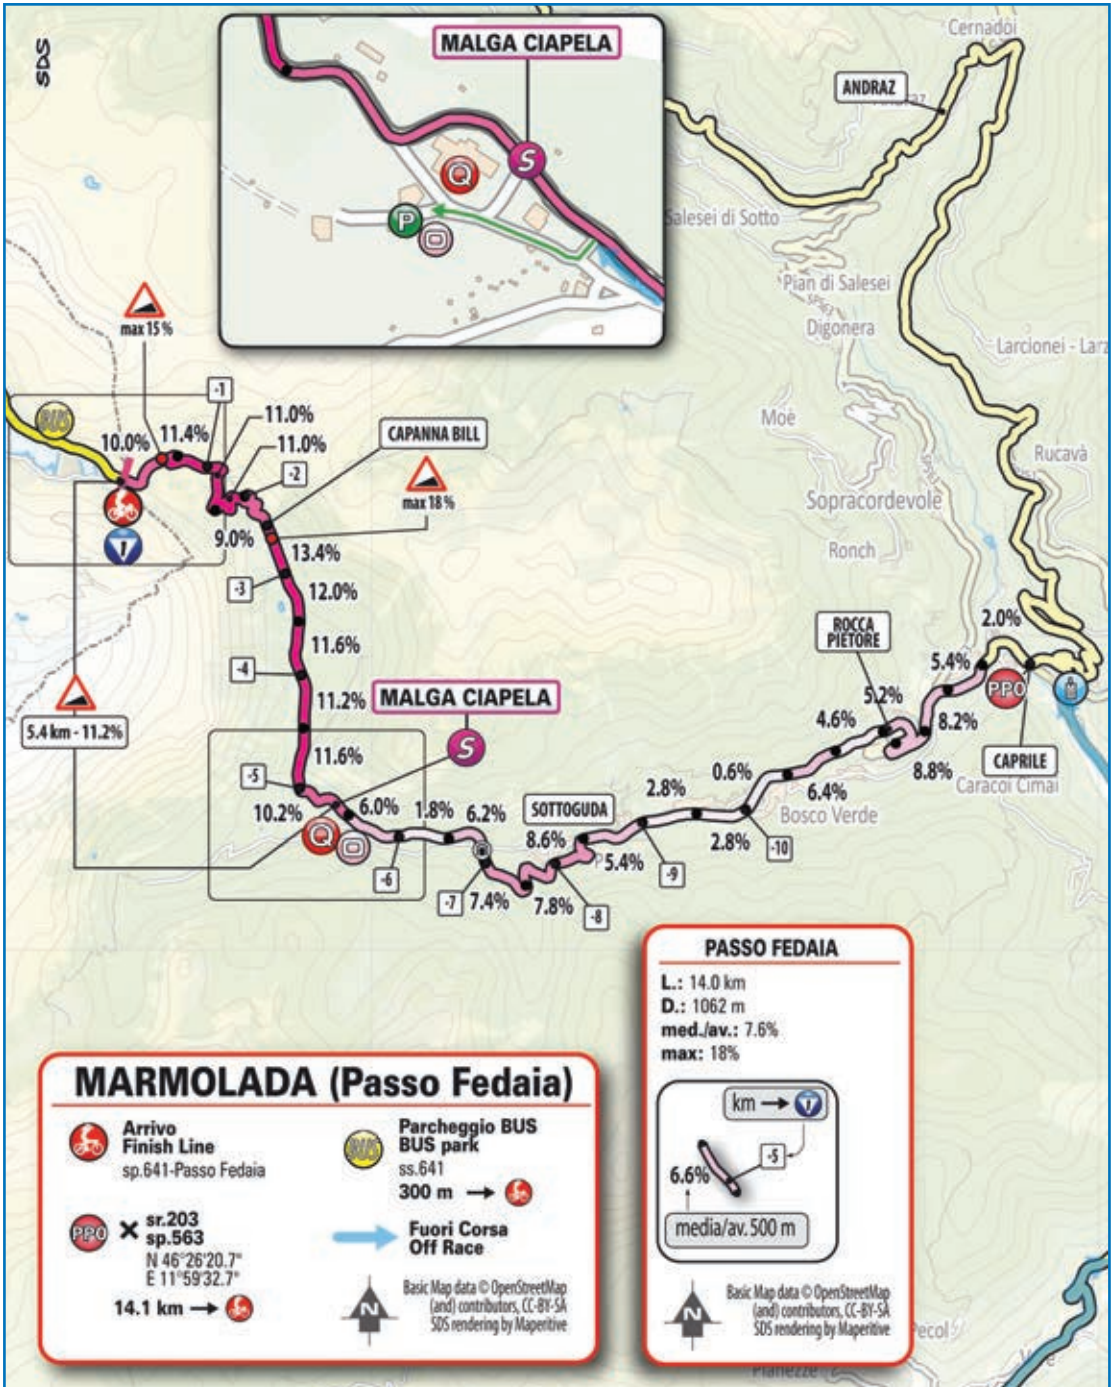 SDS
MALGA CIAPELA
S
Q
P
Cernadòi
ANDRAZ
Salesei di Sotto
Pian di Salesei
SP563
Digonera
Larcionei - Larz
Moè
Rucavà
SP563
Sopracordevole
Ronch
max 15%
BUS
-1
10.0%
11.4%
11.0%
11.0%
CAPANNA BILL
-2
max 18%
9.0%
13.4%
-3
12.0%
11.6%
-4
11.2%
MALGA CIAPELA
S
5.4 km - 11.2%
11.6%
-5
10.2%
6.0%
1.8%
6.2%
Q
-6
-7
7.4%
7.8%
-8
SOTTOGUDA
8.6%
5.4%
2.8%
-9
2.8%
0.6%
-10
6.4%
Bosco Verde
4.6%
5.2%
ROCCA
PIETORE
8.8%
8.2%
5.4%
2.0%
PPO
CAPRILE
Caracoi Cimai
PASSO FEDAIA
L.: 14.0 km
D.: 1062 m
med./av.: 7.6%
max: 18%
km
-5
6.6%
media/av. 500 m
Basic Map data © OpenStreetMap
(and) contributors, CC-BY-SA
SDS rendering by Maperitive
N
MARMOLADA (Passo Fedaia)
Arrivo
Finish Line
sp.641-Passo Fedaia
PPO
sr.203
sp.563
N 46°26'20.7"
E 11°59'32.7"
14.1 km
BUS
Parcheggio BUS
BUS park
ss.641
300 m
Fuori Corsa
Off Race
N
Basic Map data © OpenStreetMap
(and) contributors, CC-BY-SA
SDS rendering by Maperitive
Pecol